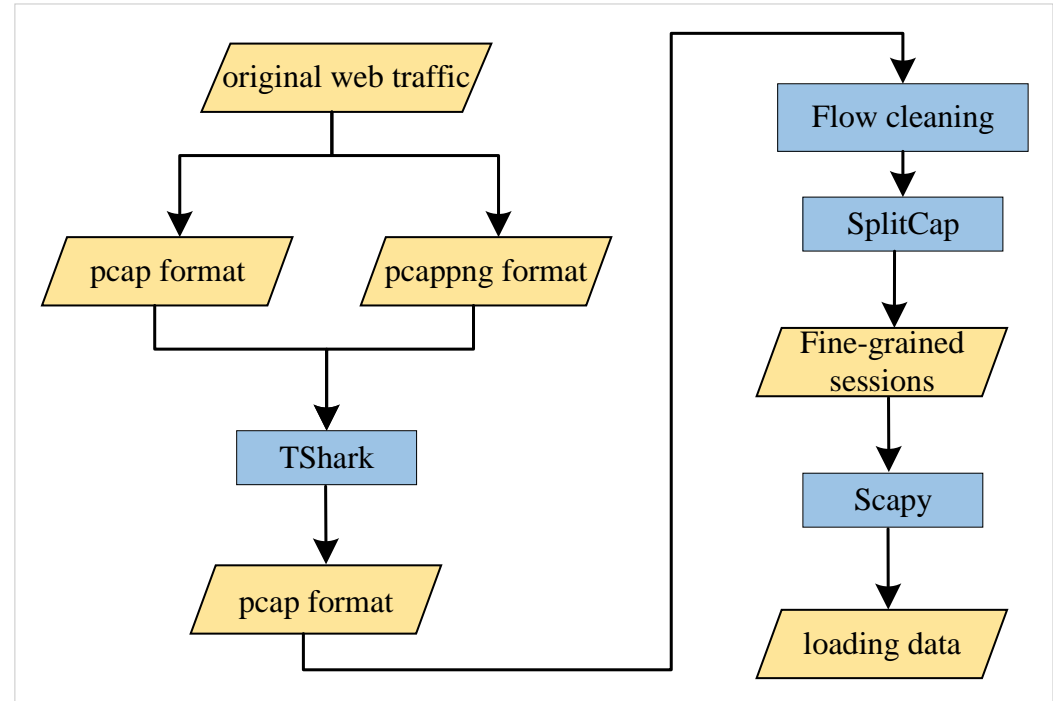 original web traffic
pcap format
pcappng format
TShark
pcap format
Flow cleaning
SplitCap
Fine-grained
sessions
Scapy
loading data